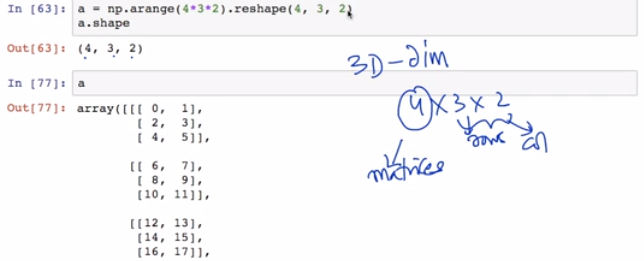 In [63]: a = np.arange(4*3*2).reshape(4, 3, 2)
a.shape
Out[63]: (4, 3, 2)
3D-dim
In [77]: a
4 x 3 x 2
Out[77]: array([[[ 0, 1],
[ 2, 3],
rows col
[ 4, 5]],
matrices
[[ 6, 7],
[ 8, 9],
[10, 11]],
[[12, 13],
[14, 15],
[16, 17]],